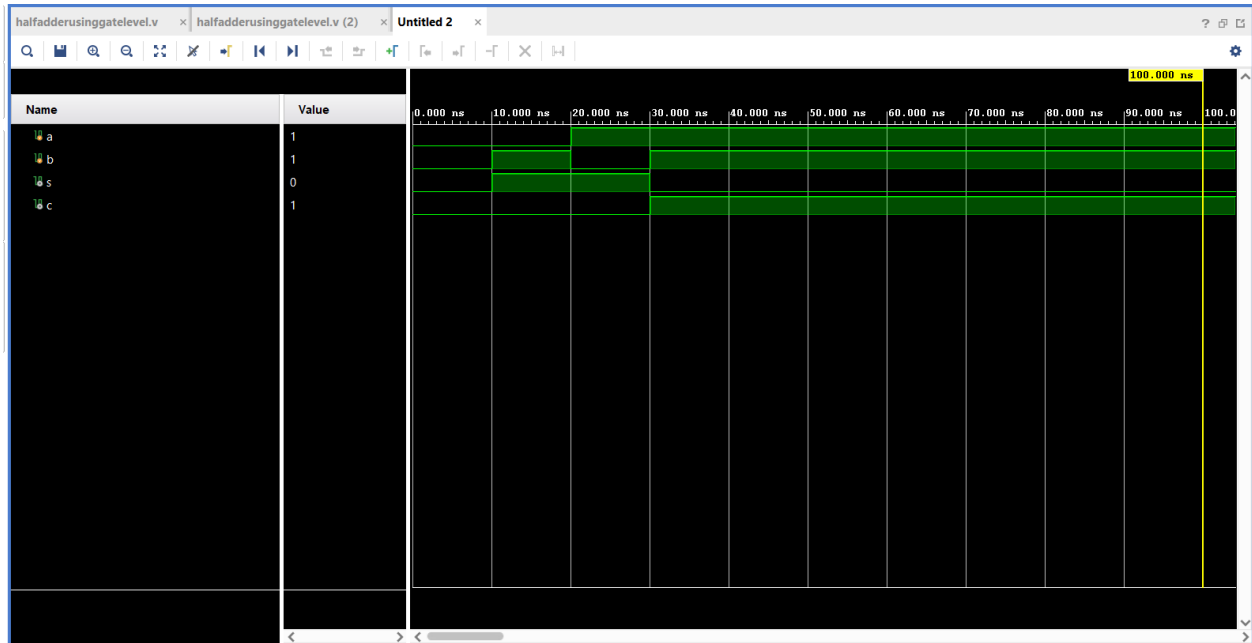 halfadderusinggatelevel.v × halfadderusinggatelevel.v (2) × Untitled 2 × ?
100.000 ns
Name Value 0.000 ns 10.000 ns 20.000 ns 30.000 ns 40.000 ns 50.000 ns 60.000 ns 70.000 ns 80.000 ns 90.000 ns 100.0
a 1
b 1
s 0
c 1